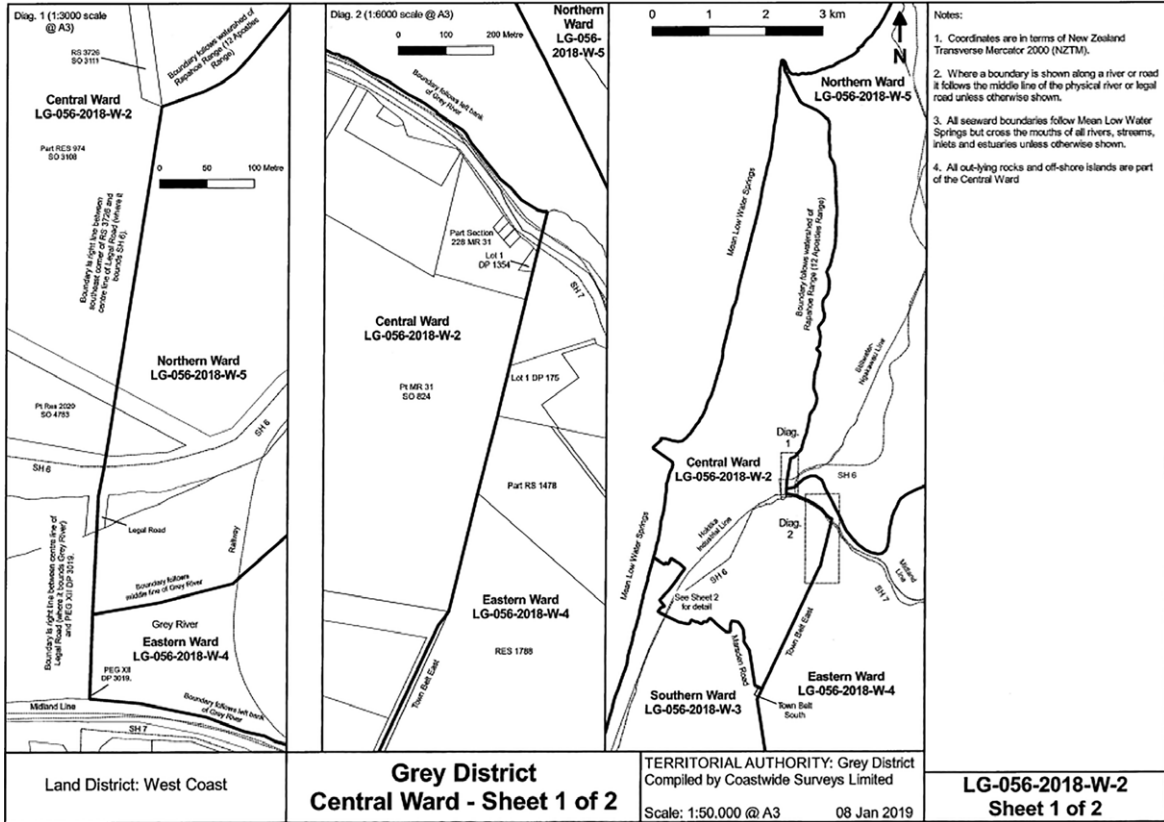 Diag. 1 (1:3000 scale
@ A3)
RS 3726
SO 3111
Boundary follows watershed of
Rapahoe Range (12 Apostles
Range)
Central Ward
LG-056-2018-W-2
Part RES 974
SO 3108
0 50 100 Metre
Boundary is right line between
southeast corner of RS 3726 and
centre line of Legal Road (where it
bounds SH 6).
Northern Ward
LG-056-2018-W-5
Pt Res 2020
SO 4783
SH 6
SH 6
Legal Road
Railway
Boundary is right line between centre line of
Legal Road (where it bounds Grey River)
and PEG XII DP 3019.
Boundary follows
middle line of Grey River
Grey River
Eastern Ward
LG-056-2018-W-4
PEG XII
DP 3019.
Midland Line
Boundary follows left bank
of Grey River
SH 7
Diag. 2 (1:6000 scale @ A3)
0 100 200 Metre
Northern
Ward
LG-056-
2018-W-5
Boundary follows left bank
of Grey River
Part Section
228 MR 31
Lot 1
DP 1354
SH 7
Central Ward
LG-056-2018-W-2
Pt MR 31
SO 824
Lot 1 DP 175
Part RS 1478
Eastern Ward
LG-056-2018-W-4
RES 1788
Town Belt East
0 1 2 3 km
N
Northern Ward
LG-056-2018-W-5
Mean Low Water Springs
Boundary follows watershed of
Rapahoe Range (12 Apostles Range)
Stillwater-
Ngakawau Line
Diag.
1
Central Ward
LG-056-2018-W-2
SH 6
Hokitika
Industrial Line
Diag.
2
Mean Low Water Springs
SH 6
Midland
Line
SH 7
See Sheet 2
for detail
Marsden Road
Town Belt East
Southern Ward
LG-056-2018-W-3
Eastern Ward
LG-056-2018-W-4
Town Belt
South
Notes:
1. Coordinates are in terms of New Zealand
Transverse Mercator 2000 (NZTM).
2. Where a boundary is shown along a river or road
it follows the middle line of the physical river or legal
road unless otherwise shown.
3. All seaward boundaries follow Mean Low Water
Springs but cross the mouths of all rivers, streams,
inlets and estuaries unless otherwise shown.
4. All out-lying rocks and off-shore islands are part
of the Central Ward
Land District: West Coast
Grey District
Central Ward - Sheet 1 of 2
TERRITORIAL AUTHORITY: Grey District
Compiled by Coastwide Surveys Limited
Scale: 1:50,000 @ A3 08 Jan 2019
LG-056-2018-W-2
Sheet 1 of 2